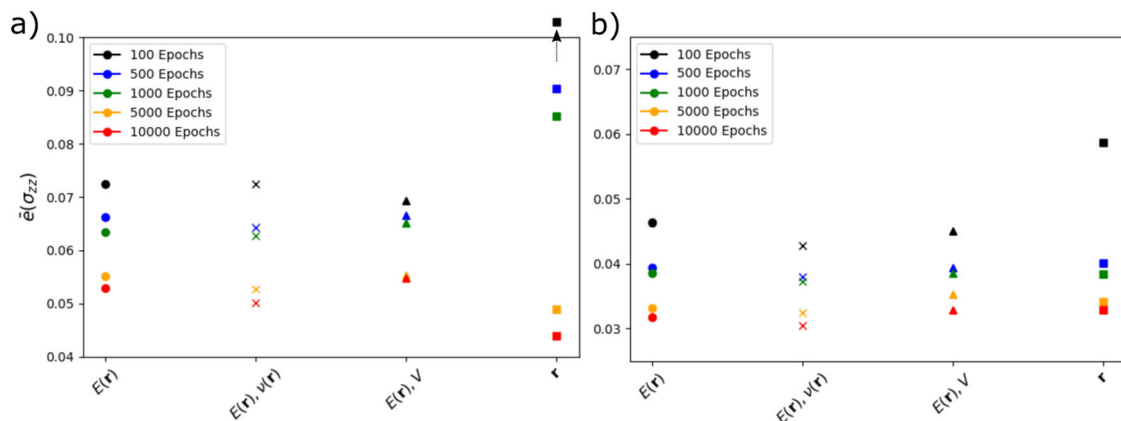 a)
ē(σzz)
0.10
0.09
0.08
0.07
0.06
0.05
0.04
100 Epochs
500 Epochs
1000 Epochs
5000 Epochs
10000 Epochs
E(r)
E(r), ν(r)
E(r), V
r
b)
0.07
0.06
0.05
0.04
0.03
100 Epochs
500 Epochs
1000 Epochs
5000 Epochs
10000 Epochs
E(r)
E(r), ν(r)
E(r), V
r